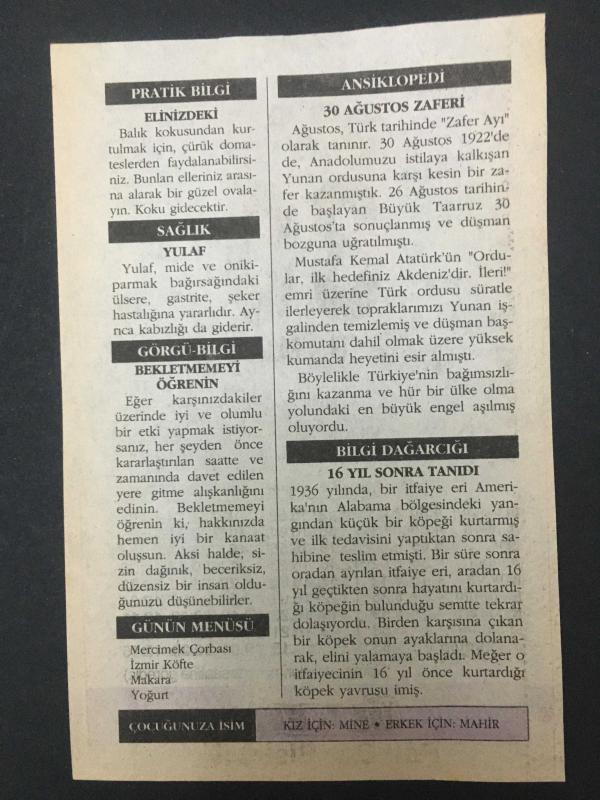 PRATİK BİLGİ
ELİNİZDEKİ
Balık kokusundan kur-
tulmak için, çürük doma-
teslerden faydalanabilirsi-
niz. Bunları elleriniz arası-
na alarak bir güzel ovala-
yın. Koku gidecektir.
SAĞLIK
YULAF
Yulaf, mide ve oniki-
parmak bağırsağındaki
ülsere, gastrite, şeker
hastalığına yararlıdır. Ay-
rıca kabızlığı da giderir.
GÖRGÜ-BİLGİ
BEKLETMEMEYİ
ÖĞRENİN
Eğer karşınızdakiler
üzerinde iyi ve olumlu
bir etki yapmak istiyor-
sanız, her şeyden önce
kararlaştırılan saatte ve
zamanında davet edilen
yere gitme alışkanlığını
edinin. Bekletmemeyi
öğrenin ki, hakkınızda
hemen iyi bir kanaat
oluşsun. Aksi halde, si-
zin dağınık, beceriksiz,
düzensiz bir insan oldu-
ğunuzu düşünebilirler.
GÜNÜN MENÜSÜ
Mercimek Çorbası
İzmir Köfte
Makara
Yoğurt
ANSİKLOPEDİ
30 AĞUSTOS ZAFERİ
Ağustos, Türk tarihinde "Zafer Ayı"
olarak tanınır. 30 Ağustos 1922'de
de, Anadolumuzu istilaya kalkışan
Yunan ordusuna karşı kesin bir za-
fer kazanmıştık. 26 Ağustos tarihin-
de başlayan Büyük Taarruz 30
Ağustos'ta sonuçlanmış ve düşman
bozguna uğratılmıştı.
Mustafa Kemal Atatürk'ün "Ordu-
lar, ilk hedefiniz Akdeniz'dir. İleri!"
emri üzerine Türk ordusu süratle
ilerleyerek topraklarımızı Yunan iş-
galinden temizlemiş ve düşman baş-
komutanı dahil olmak üzere yüksek
kumanda heyetini esir almıştı.
Böylelikle Türkiye'nin bağımsızlı-
ğını kazanma ve hür bir ülke olma
yolundaki en büyük engel aşılmış
oluyordu.
BİLGİ DAĞARCIĞI
16 YIL SONRA TANIDI
1936 yılında, bir itfaiye eri Ameri-
ka'nın Alabama bölgesindeki yan-
gından küçük bir köpeği kurtarmış
ve ilk tedavisini yaptıktan sonra sa-
hibine teslim etmişti. Bir süre sonra
oradan ayrılan itfaiye eri, aradan 16
yıl geçtikten sonra hayatını kurtardı-
ğı köpeğin bulunduğu semtte tekrar
dolaşıyordu. Birden karşısına çıkan
bir köpek onun ayaklarına dolana-
rak, elini yalamaya başladı. Meğer o
itfaiyecinin 16 yıl önce kurtardığı
köpek yavrusu imiş.
ÇOCUĞUNUZA İSİM
KIZ İÇİN: MİNE ★ ERKEK İÇİN: MAHİR